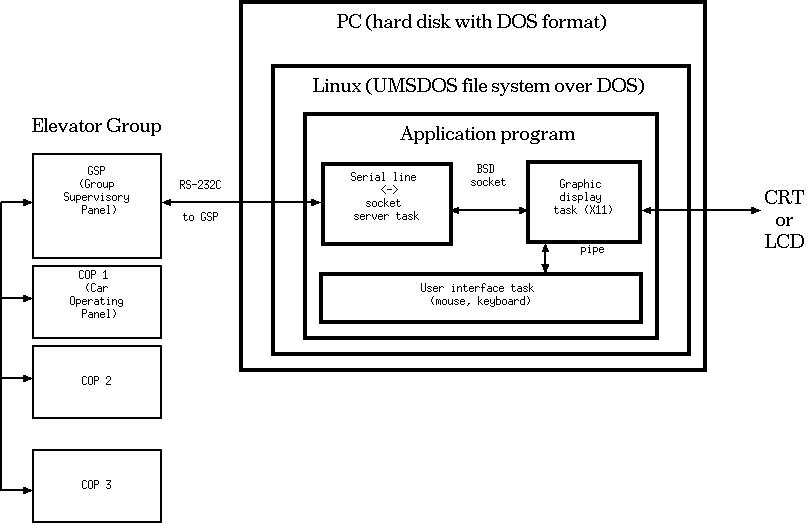 PC (hard disk with DOS format)
Linux (UMSDOS file system over DOS)
Application program
Elevator Group
GSP
(Group
Supervisory
Panel)
RS-232C
to GSP
Serial line
<->
socket
server task
BSD
socket
Graphic
display
task (X11)
CRT
or
LCD
pipe
User interface task
(mouse, keyboard)
COP 1
(Car
Operating
Panel)
COP 2
COP 3